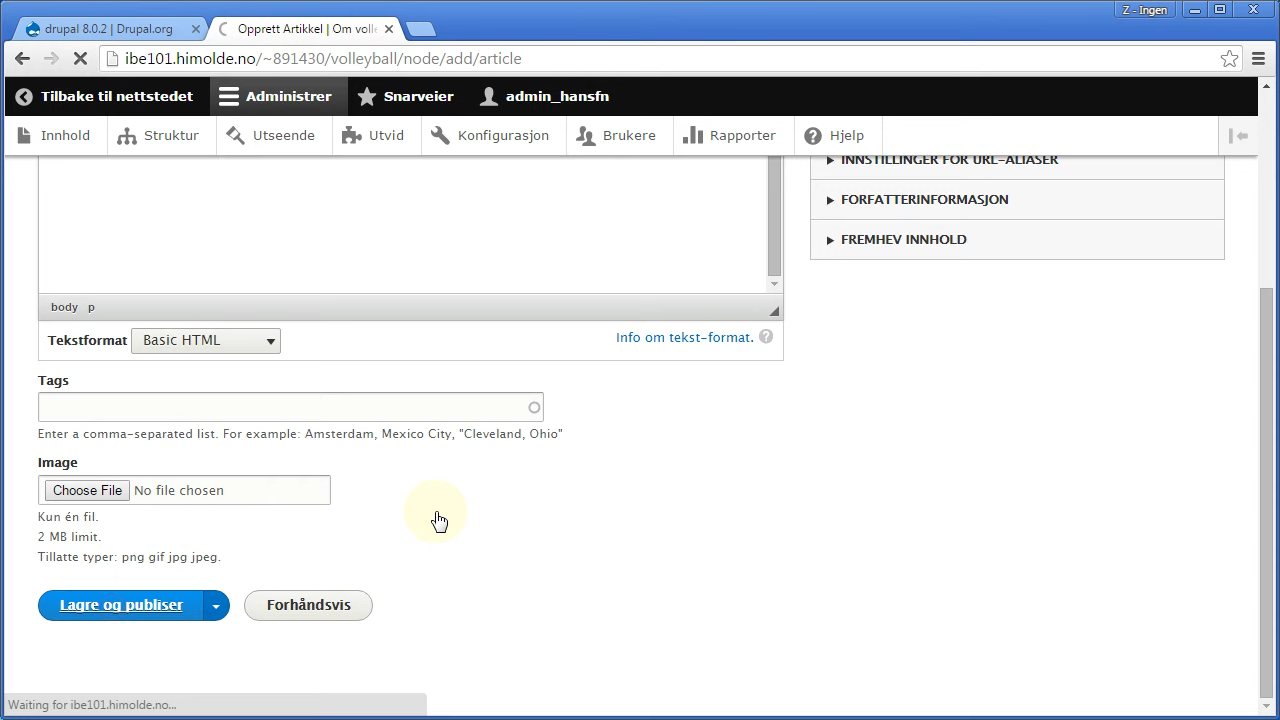 Z - Ingen
drupal 8.0.2 | Drupal.org
Opprett Artikkel | Om volle
ibe101.himolde.no/~891430/volleyball/node/add/article
Tilbake til nettstedet Administrer Snarveier admin_hansfn
Innhold Struktur Utseende Utvid Konfigurasjon Brukere Rapporter Hjelp
INNSTILLINGER FOR URL-ALIASER
FORFATTERINFORMASJON
FREMHEV INNHOLD
body p
Tekstformat Basic HTML Info om tekst-format. ?
Tags
Enter a comma-separated list. For example: Amsterdam, Mexico City, "Cleveland, Ohio"
Image
Choose File No file chosen
Kun én fil.
2 MB limit.
Tillatte typer: png gif jpg jpeg.
Lagre og publiser Forhåndsvis
Waiting for ibe101.himolde.no...